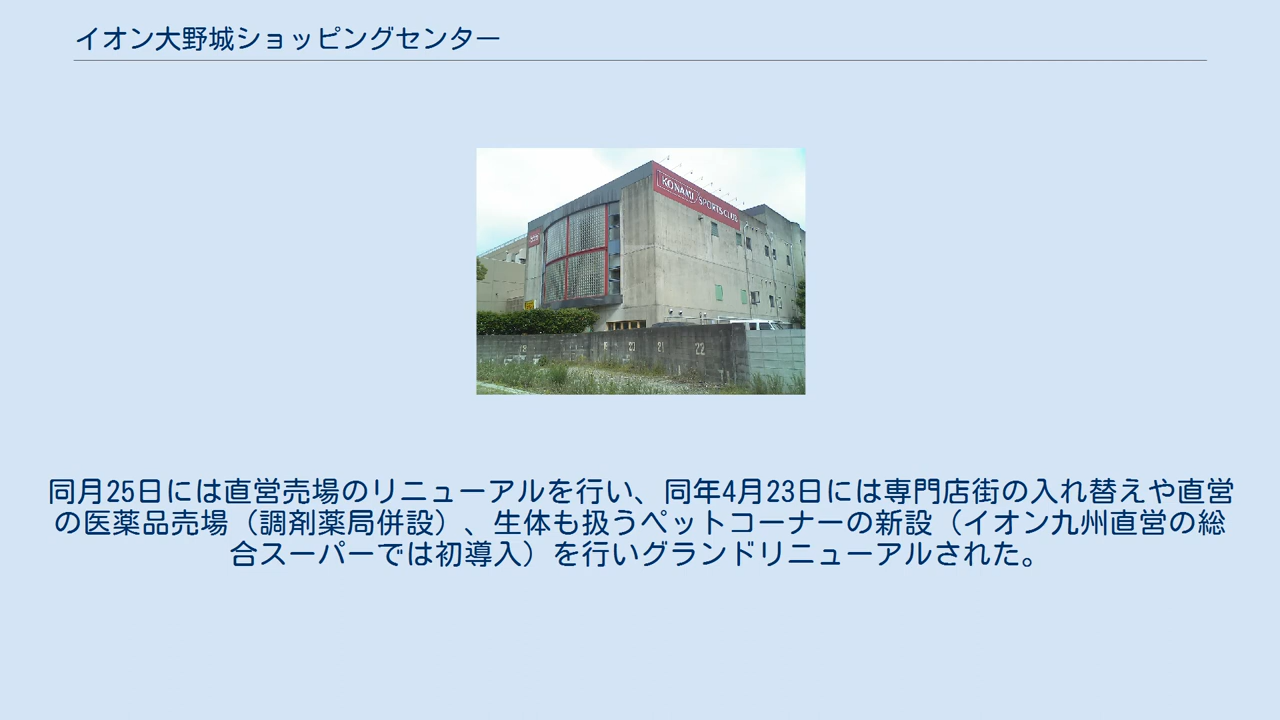 イオン大野城ショッピングセンター
KONAMI SPORTS CLUB
20 21 22
同月25日には直営売場のリニューアルを行い、同年4月23日には専門店街の入れ替えや直営
の医薬品売場（調剤薬局併設）、生体も扱うペットコーナーの新設（イオン九州直営の総
合スーパーでは初導入）を行いグランドリニューアルされた。